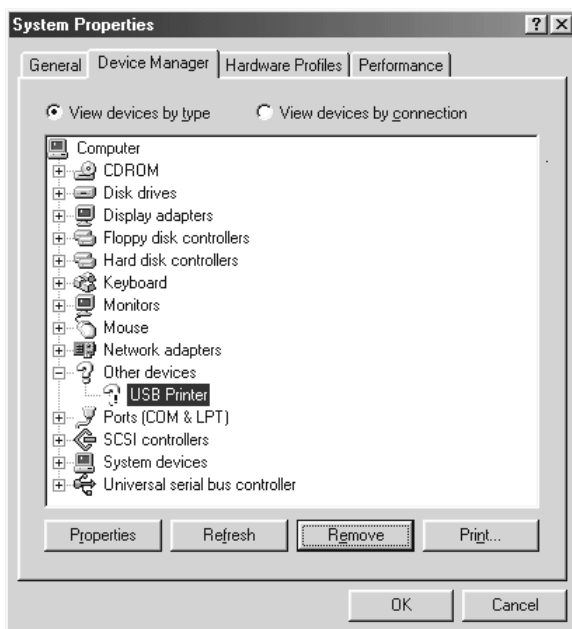 System Properties
General Device Manager Hardware Profiles Performance
View devices by type View devices by connection
Computer
CDROM
Disk drives
Display adapters
Floppy disk controllers
Hard disk controllers
Keyboard
Monitors
Mouse
Network adapters
Other devices
USB Printer
Ports (COM & LPT)
SCSI controllers
System devices
Universal serial bus controller
Properties Refresh Remove Print...
OK Cancel